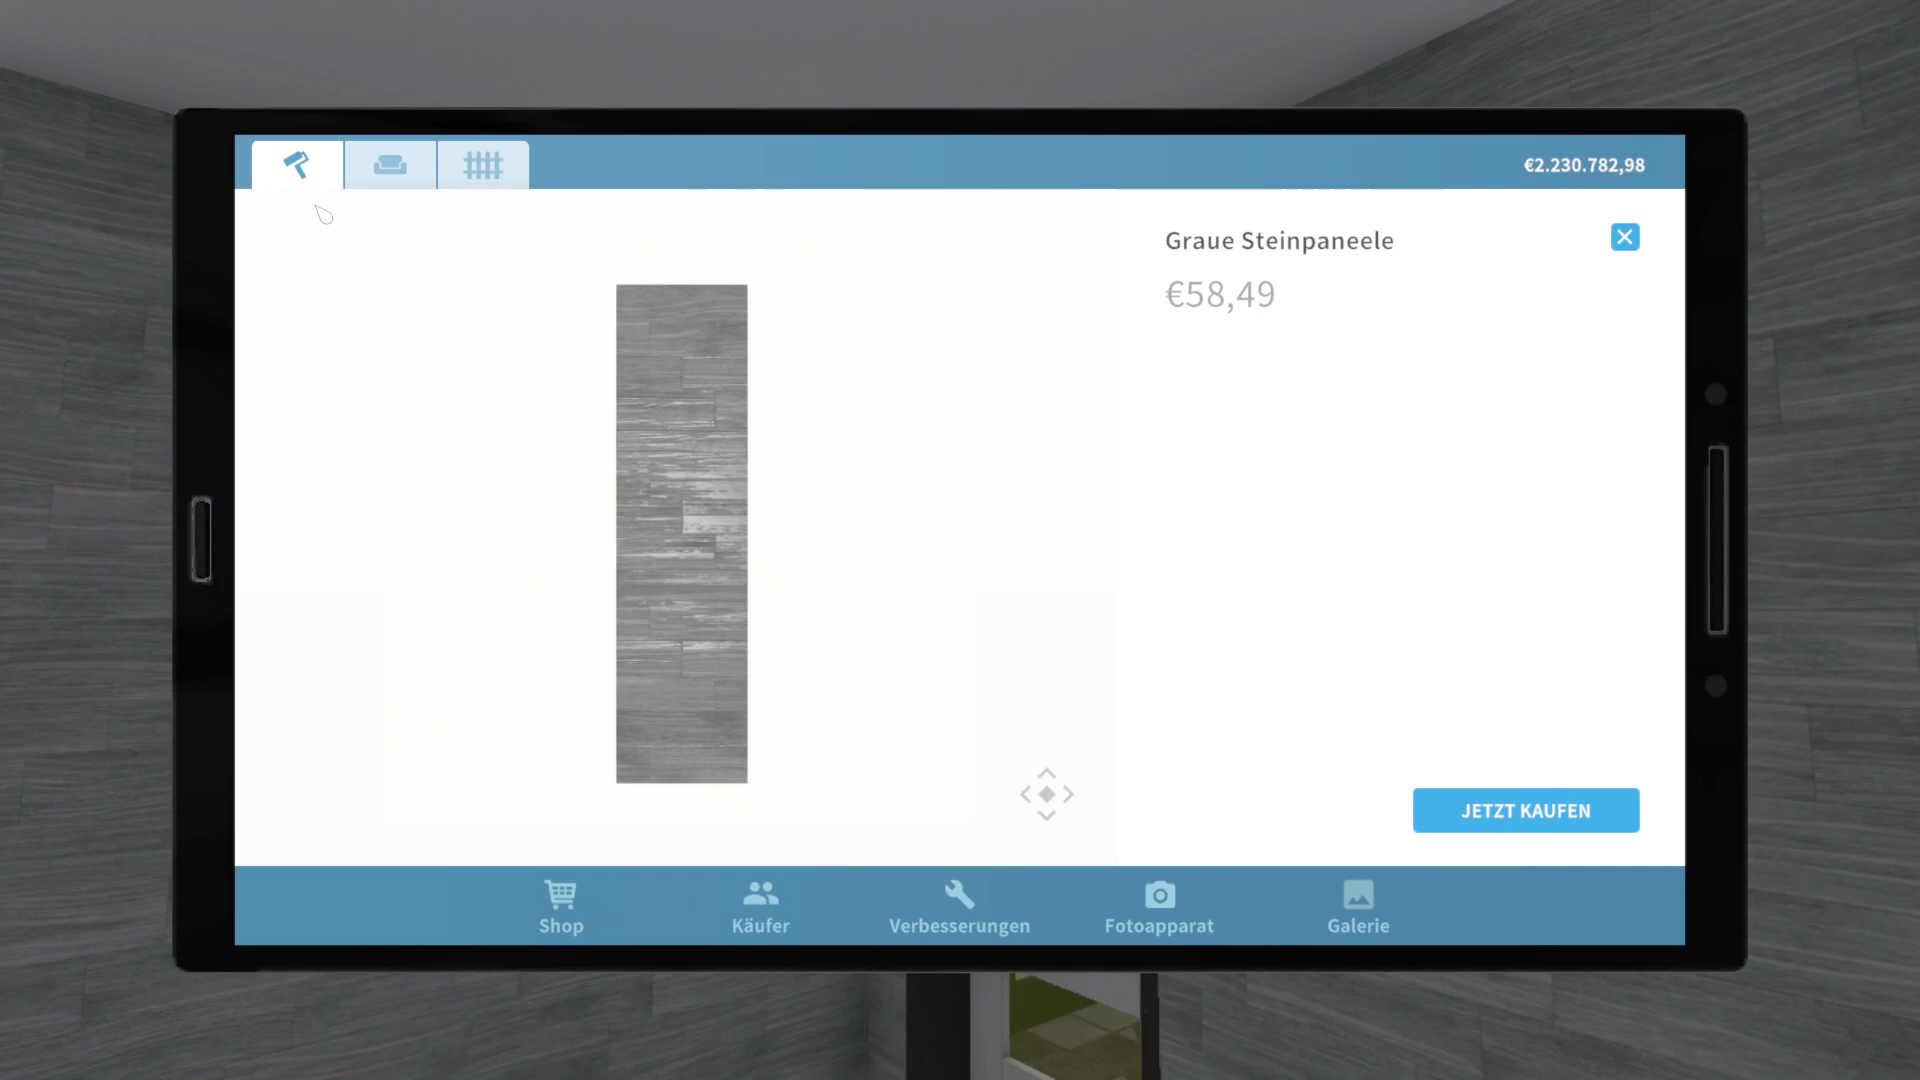 €2.230.782,98
Graue Steinpaneele
€58,49
JETZT KAUFEN
Shop
Käufer
Verbesserungen
Fotoapparat
Galerie